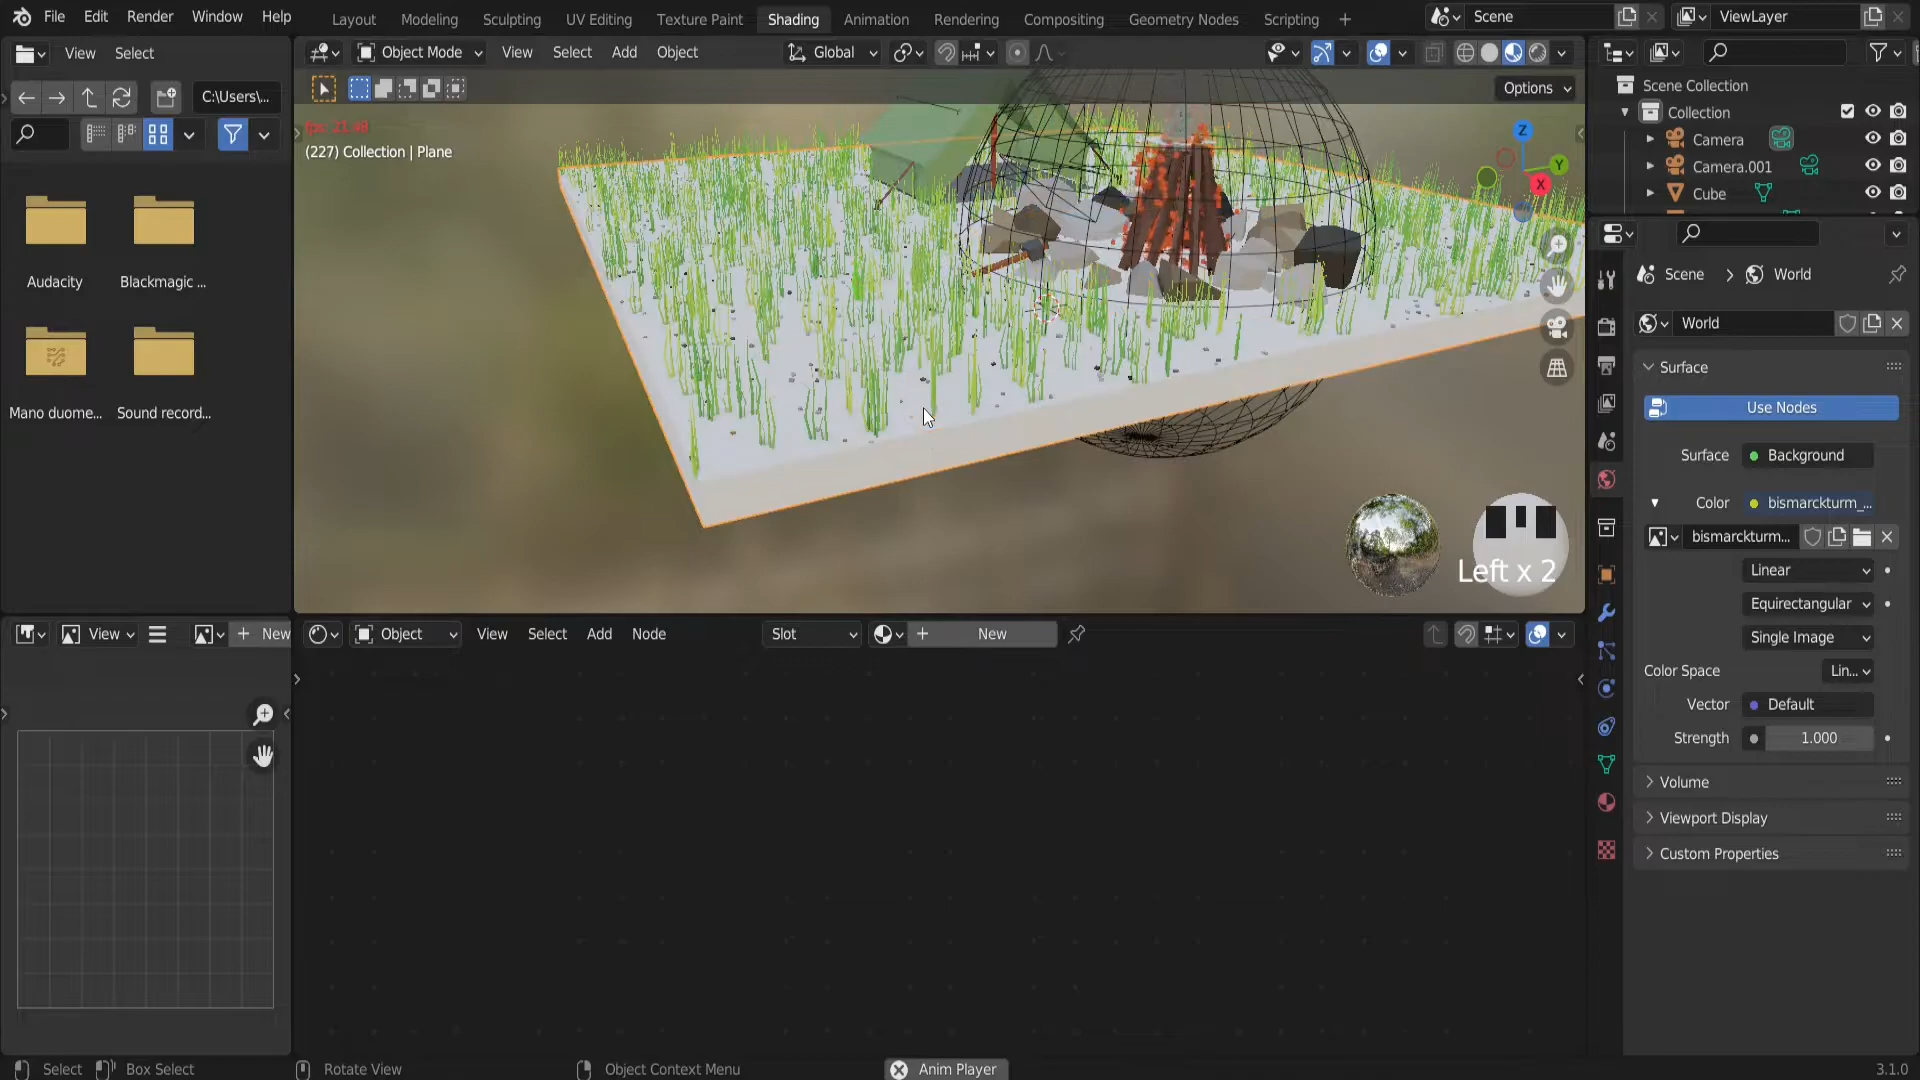 File Edit Render Window Help Layout Modeling Sculpting UV Editing Texture Paint Shading Animation Rendering Compositing Geometry Nodes Scripting + Scene ViewLayer
View Select Object Mode View Select Add Object Global
C:\Users\... Options Scene Collection
Collection
fps: 21.48
(227) Collection | Plane
Camera
Camera.001
Cube
Z
Y
X
Audacity Blackmagic ...
Scene > World
World
Surface
Use Nodes
Mano duome... Sound record...
Surface Background
Color bismarckturm_...
bismarckturm...
Left x 2
Linear
Equirectangular
Single Image
View New Object View Select Add Node Slot New
Color Space Lin...
Vector Default
Strength 1.000
Volume
Viewport Display
Custom Properties
Select Box Select Rotate View Object Context Menu Anim Player 3.1.0